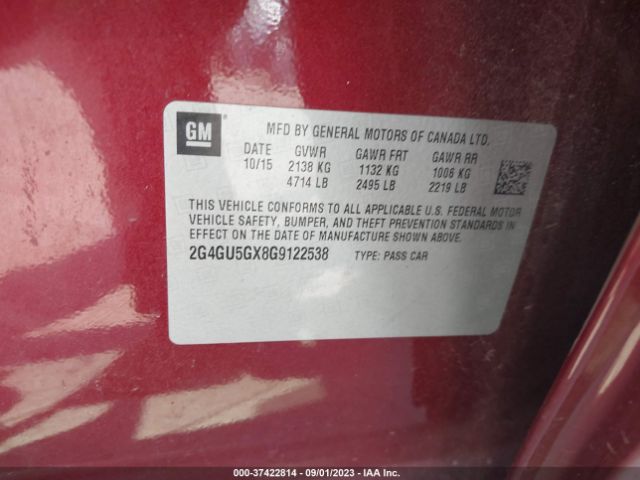 GM
MFD BY GENERAL MOTORS OF CANADA LTD.
DATE GVWR GAWR FRT GAWR RR
10/15 2138 KG 1132 KG 1006 KG
4714 LB 2495 LB 2219 LB
THIS VEHICLE CONFORMS TO ALL APPLICABLE U.S. FEDERAL MOTOR
VEHICLE SAFETY, BUMPER, AND THEFT PREVENTION STANDARDS IN
EFFECT ON THE DATE OF MANUFACTURE SHOWN ABOVE.
2G4GU5GX8G9122538 TYPE: PASS CAR
000-37422814 - 09/01/2023 - IAA Inc.